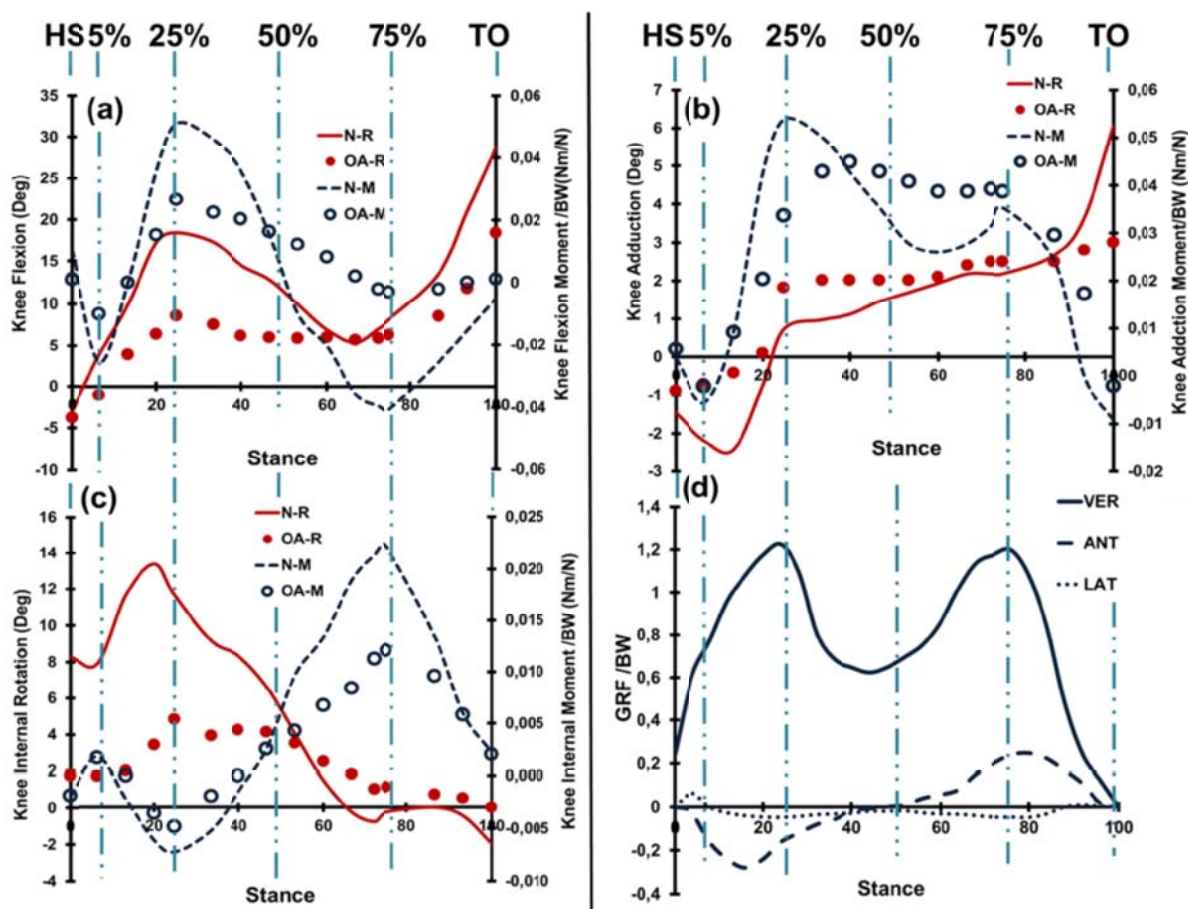 HS 5% 25% 50% 75% TO
HS 5% 25% 50% 75% TO
(a)
35
30
25
20
15
10
5
0
-5
-10
Knee Flexion (Deg)
0,06
0,04
0,02
0
-0,02
-0,04
-0,06
Knee Flexion Moment /BW(Nm/N)
N-R
OA-R
N-M
OA-M
0 20 40 60 80 100
Stance
(b)
7
6
5
4
3
2
1
0
-1
-2
-3
Knee Adduction (Deg)
0,06
0,05
0,04
0,03
0,02
0,01
0
-0,01
-0,02
Knee Addction Moment/BW (Nm/N)
N-R
OA-R
N-M
OA-M
0 20 40 60 80 100
Stance
(c)
16
14
12
10
8
6
4
2
0
-2
-4
Knee Internal Rotation (Deg)
0,025
0,020
0,015
0,010
0,005
0,000
-0,005
-0,010
Knee Internal Moment /BW (Nm/N)
N-R
OA-R
N-M
OA-M
0 20 40 60 80
Stance
(d)
1,4
1,2
1
0,8
0,6
0,4
0,2
0
-0,2
-0,4
GRF /BW
VER
ANT
LAT
0 20 40 60 80 100
Stance